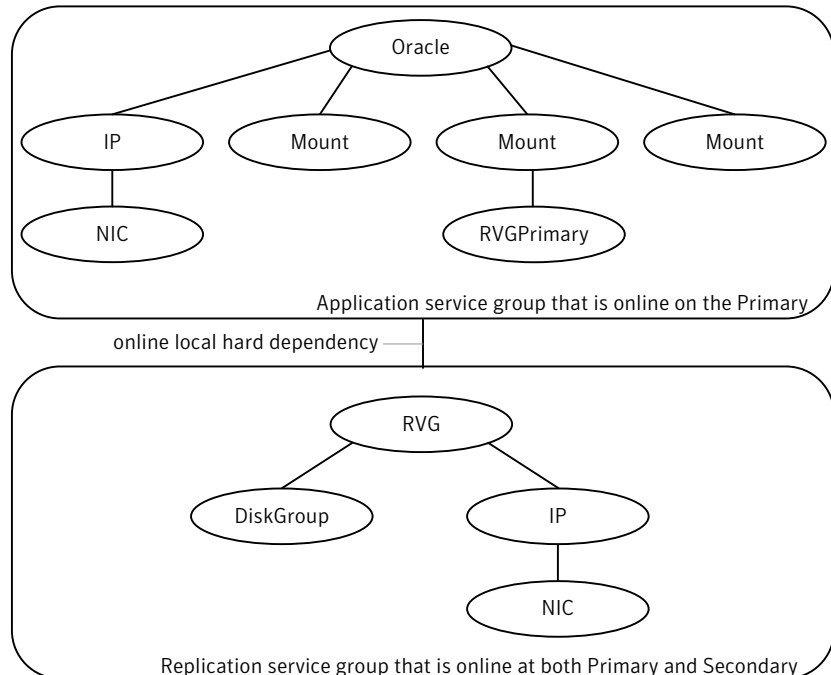 Oracle
IP
Mount
Mount
Mount
NIC
RVGPrimary
Application service group that is online on the Primary
online local hard dependency
RVG
DiskGroup
IP
NIC
Replication service group that is online at both Primary and Secondary